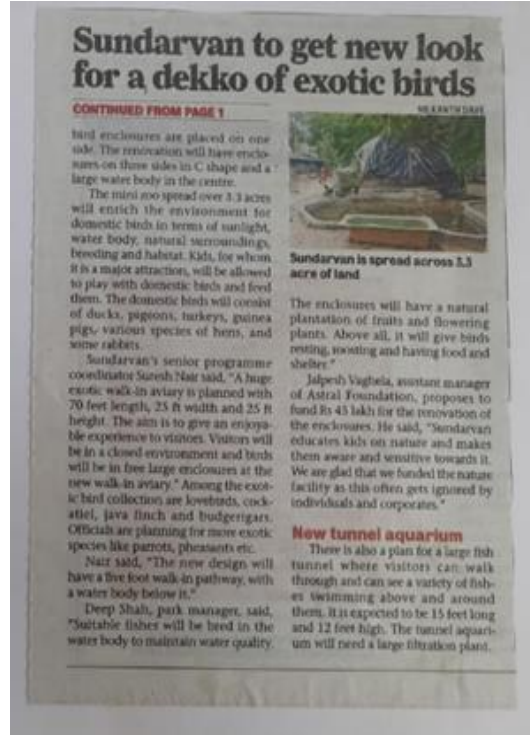 Sundarvan to get new look
for a dekko of exotic birds
CONTINUED FROM PAGE 1
bird enclosures are placed on one
side. The renovation will have enclo-
sures on three sides in C shape and a
large water body in the centre.
The mini zoo spread over 3.3 acres
will enrich the environment for
domestic birds in terms of sunlight,
water body, natural surroundings,
breeding and habitat. Kids, for whom
it is a major attraction, will be allowed
to play with domestic birds and feed
them. The domestic birds will consist
of ducks, pigeons, turkeys, guinea
pigs, various species of hens, and
some rabbits.
Sundarvan's senior programme
coordinator Suresh Nair said, "A huge
exotic walk-in aviary is planned with
70 feet length, 25 ft width and 25 ft
height. The aim is to give an enjoya-
ble experience to visitors. Visitors will
be in a closed environment and birds
will be in free large enclosures at the
new walk-in aviary." Among the exot-
ic bird collection are lovebirds, cock-
atiel, java finch and budgerigars.
Officials are planning for more exotic
species like parrots, pheasants etc.
Nair said, "The new design will
have a five foot walk-in pathway, with
a water body below it."
Deep Shah, park manager, said,
"Suitable fishes will be bred in the
water body to maintain water quality.
NILKANTH DAVE
Sundarvan is spread across 3.3
acre of land
The enclosures will have a natural
plantation of fruits and flowering
plants. Above all, it will give birds
resting, roosting and having food and
shelter."
Jalpesh Vaghela, assistant manager
of Astral Foundation, proposes to
fund Rs 45 lakh for the renovation of
the enclosures. He said, "Sundarvan
educates kids on nature and makes
them aware and sensitive towards it.
We are glad that we funded the nature
facility as this often gets ignored by
individuals and corporates."
New tunnel aquarium
There is also a plan for a large fish
tunnel where visitors can walk
through and can see a variety of fish-
es swimming above and around
them. It is expected to be 15 feet long
and 12 feet high. The tunnel aquari-
um will need a large filtration plant.